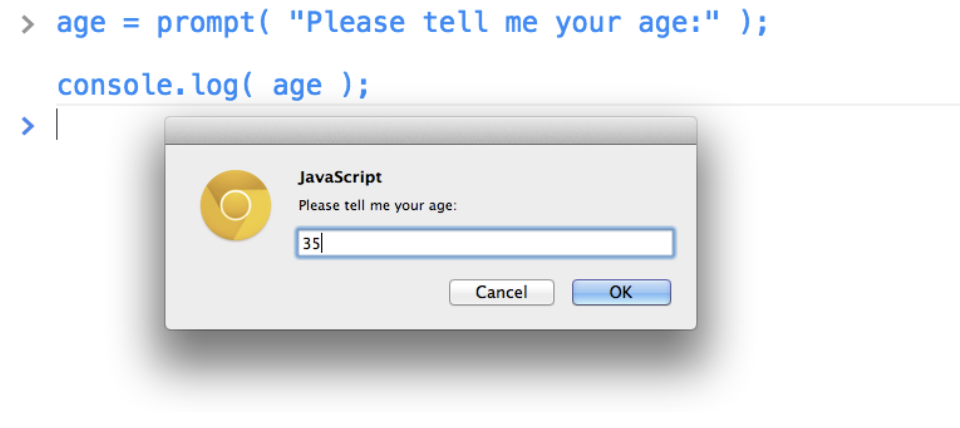 > age = prompt( "Please tell me your age:" );
console.log( age );
>
JavaScript
Please tell me your age:
35
Cancel OK